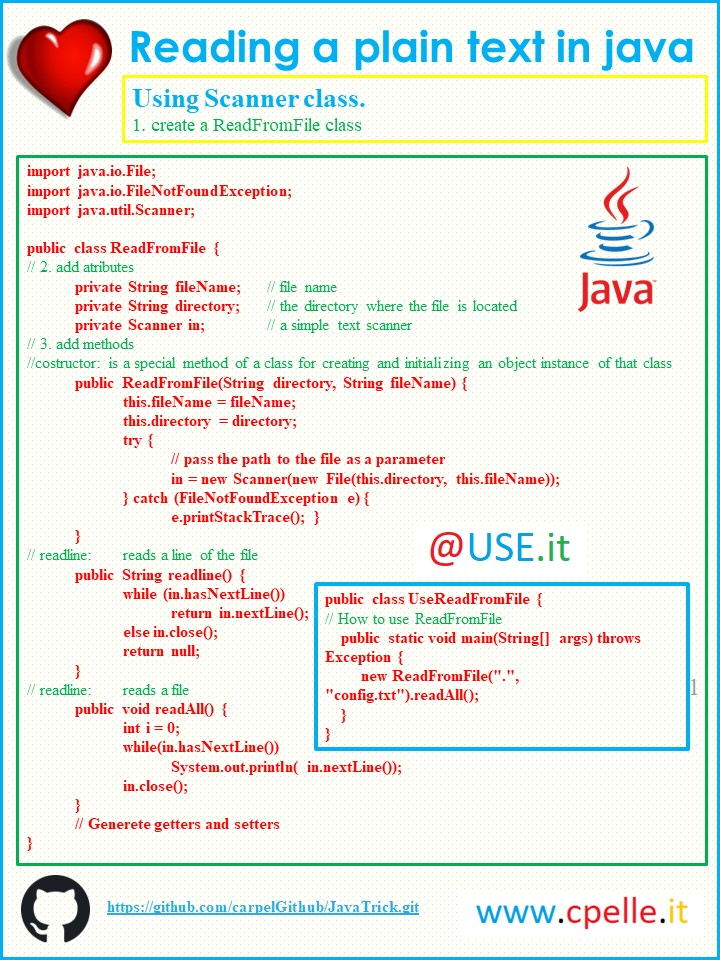 Reading a plain text in java
Using Scanner class.
1. create a ReadFromFile class
import java.io.File;
import java.io.FileNotFoundException;
import java.util.Scanner;
public class ReadFromFile {
// 2. add atributes
private String fileName; // file name
private String directory; // the directory where the file is located
private Scanner in; // a simple text scanner
// 3. add methods
//costructor: is a special method of a class for creating and initializing an object instance of that class
public ReadFromFile(String directory, String fileName) {
this.fileName = fileName;
this.directory = directory;
try {
// pass the path to the file as a parameter
in = new Scanner(new File(this.directory, this.fileName));
} catch (FileNotFoundException e) {
e.printStackTrace(); }
}
// readline: reads a line of the file
public String readline() {
while (in.hasNextLine())
return in.nextLine();
else in.close();
return null;
}
// readline: reads a file
public void readAll() {
int i = 0;
while(in.hasNextLine())
System.out.println( in.nextLine());
in.close();
}
// Generete getters and setters
}
Java™
@USE.it
public class UseReadFromFile {
// How to use ReadFromFile
public static void main(String[] args) throws
Exception {
new ReadFromFile(".",
"config.txt").readAll();
}
}
1
https://github.com/carpelGithub/JavaTrick.git
www.cpelle.it